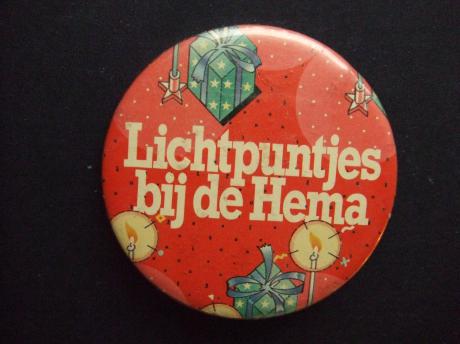 Lichtpuntjes
bij de Hema